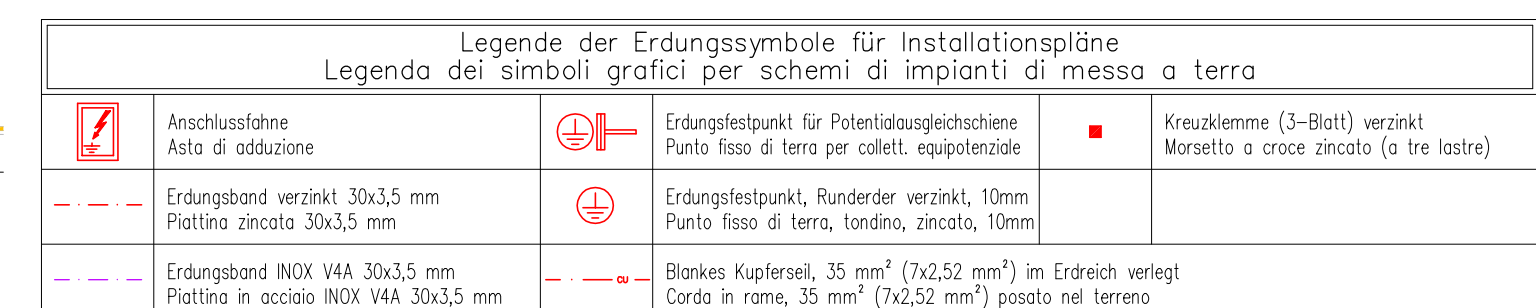 Legende der Erdungssymbole für Installationspläne
Legenda dei simboli grafici per schemi di impianti di messa a terra
Anschlussfahne
Asta di adduzione
Erdungsfestpunkt für Potentialausgleichschiene
Punto fisso di terra per collett. equipotenziale
Kreuzklemme (3-Blatt) verzinkt
Morsetto a croce zincato (a tre lastre)
Erdungsband verzinkt 30x3,5 mm
Piattina zincata 30x3,5 mm
Erdungsfestpunkt, Runderder verzinkt, 10mm
Punto fisso di terra, tondino, zincato, 10mm
Erdungsband INOX V4A 30x3,5 mm
Piattina in acciaio INOX V4A 30x3,5 mm
CU
Blankes Kupferseil, 35 mm² (7x2,52 mm²) im Erdreich verlegt
Corda in rame, 35 mm² (7x2,52 mm²) posato nel terreno